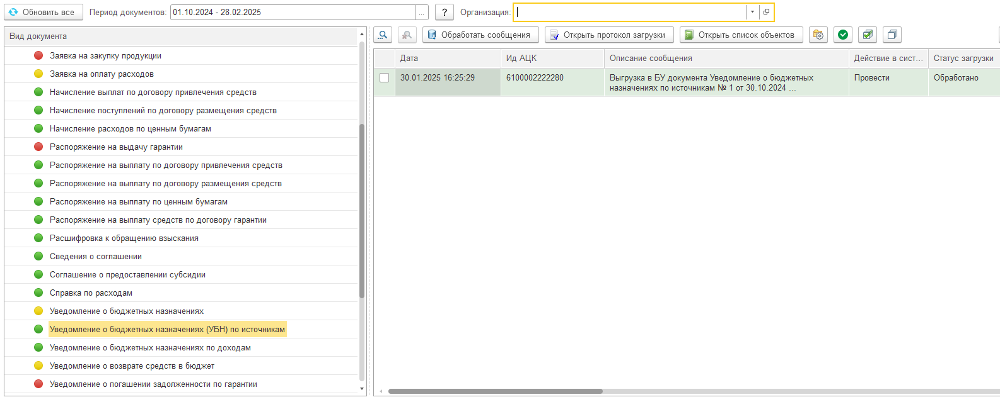 Обновить все
Период документов: 01.10.2024 - 28.02.2025 ... ? Организация:
Вид документа
Заявка на закупку продукции
Заявка на оплату расходов
Начисление выплат по договору привлечения средств
Начисление поступлений по договору размещения средств
Начисление расходов по ценным бумагам
Распоряжение на выдачу гарантии
Распоряжение на выплату по договору привлечения средств
Распоряжение на выплату по договору размещения средств
Распоряжение на выплату по ценным бумагам
Распоряжение на выплату средств по договору гарантии
Расшифровка к обращению взыскания
Сведения о соглашении
Соглашение о предоставлении субсидии
Справка по расходам
Уведомление о бюджетных назначениях
Уведомление о бюджетных назначениях (УБН) по источникам
Уведомление о бюджетных назначениях по доходам
Уведомление о возврате средств в бюджет
Уведомление о погашении задолженности по гарантии
Обработать сообщения Открыть протокол загрузки Открыть список объектов
Дата Ид АЦК Описание сообщения Действие в сист... Статус загрузки
30.01.2025 16:25:29 6100002222280 Выгрузка в БУ документа Уведомление о бюджетных Провести Обработано
назначениях по источникам № 1 от 30.10.2024 ...